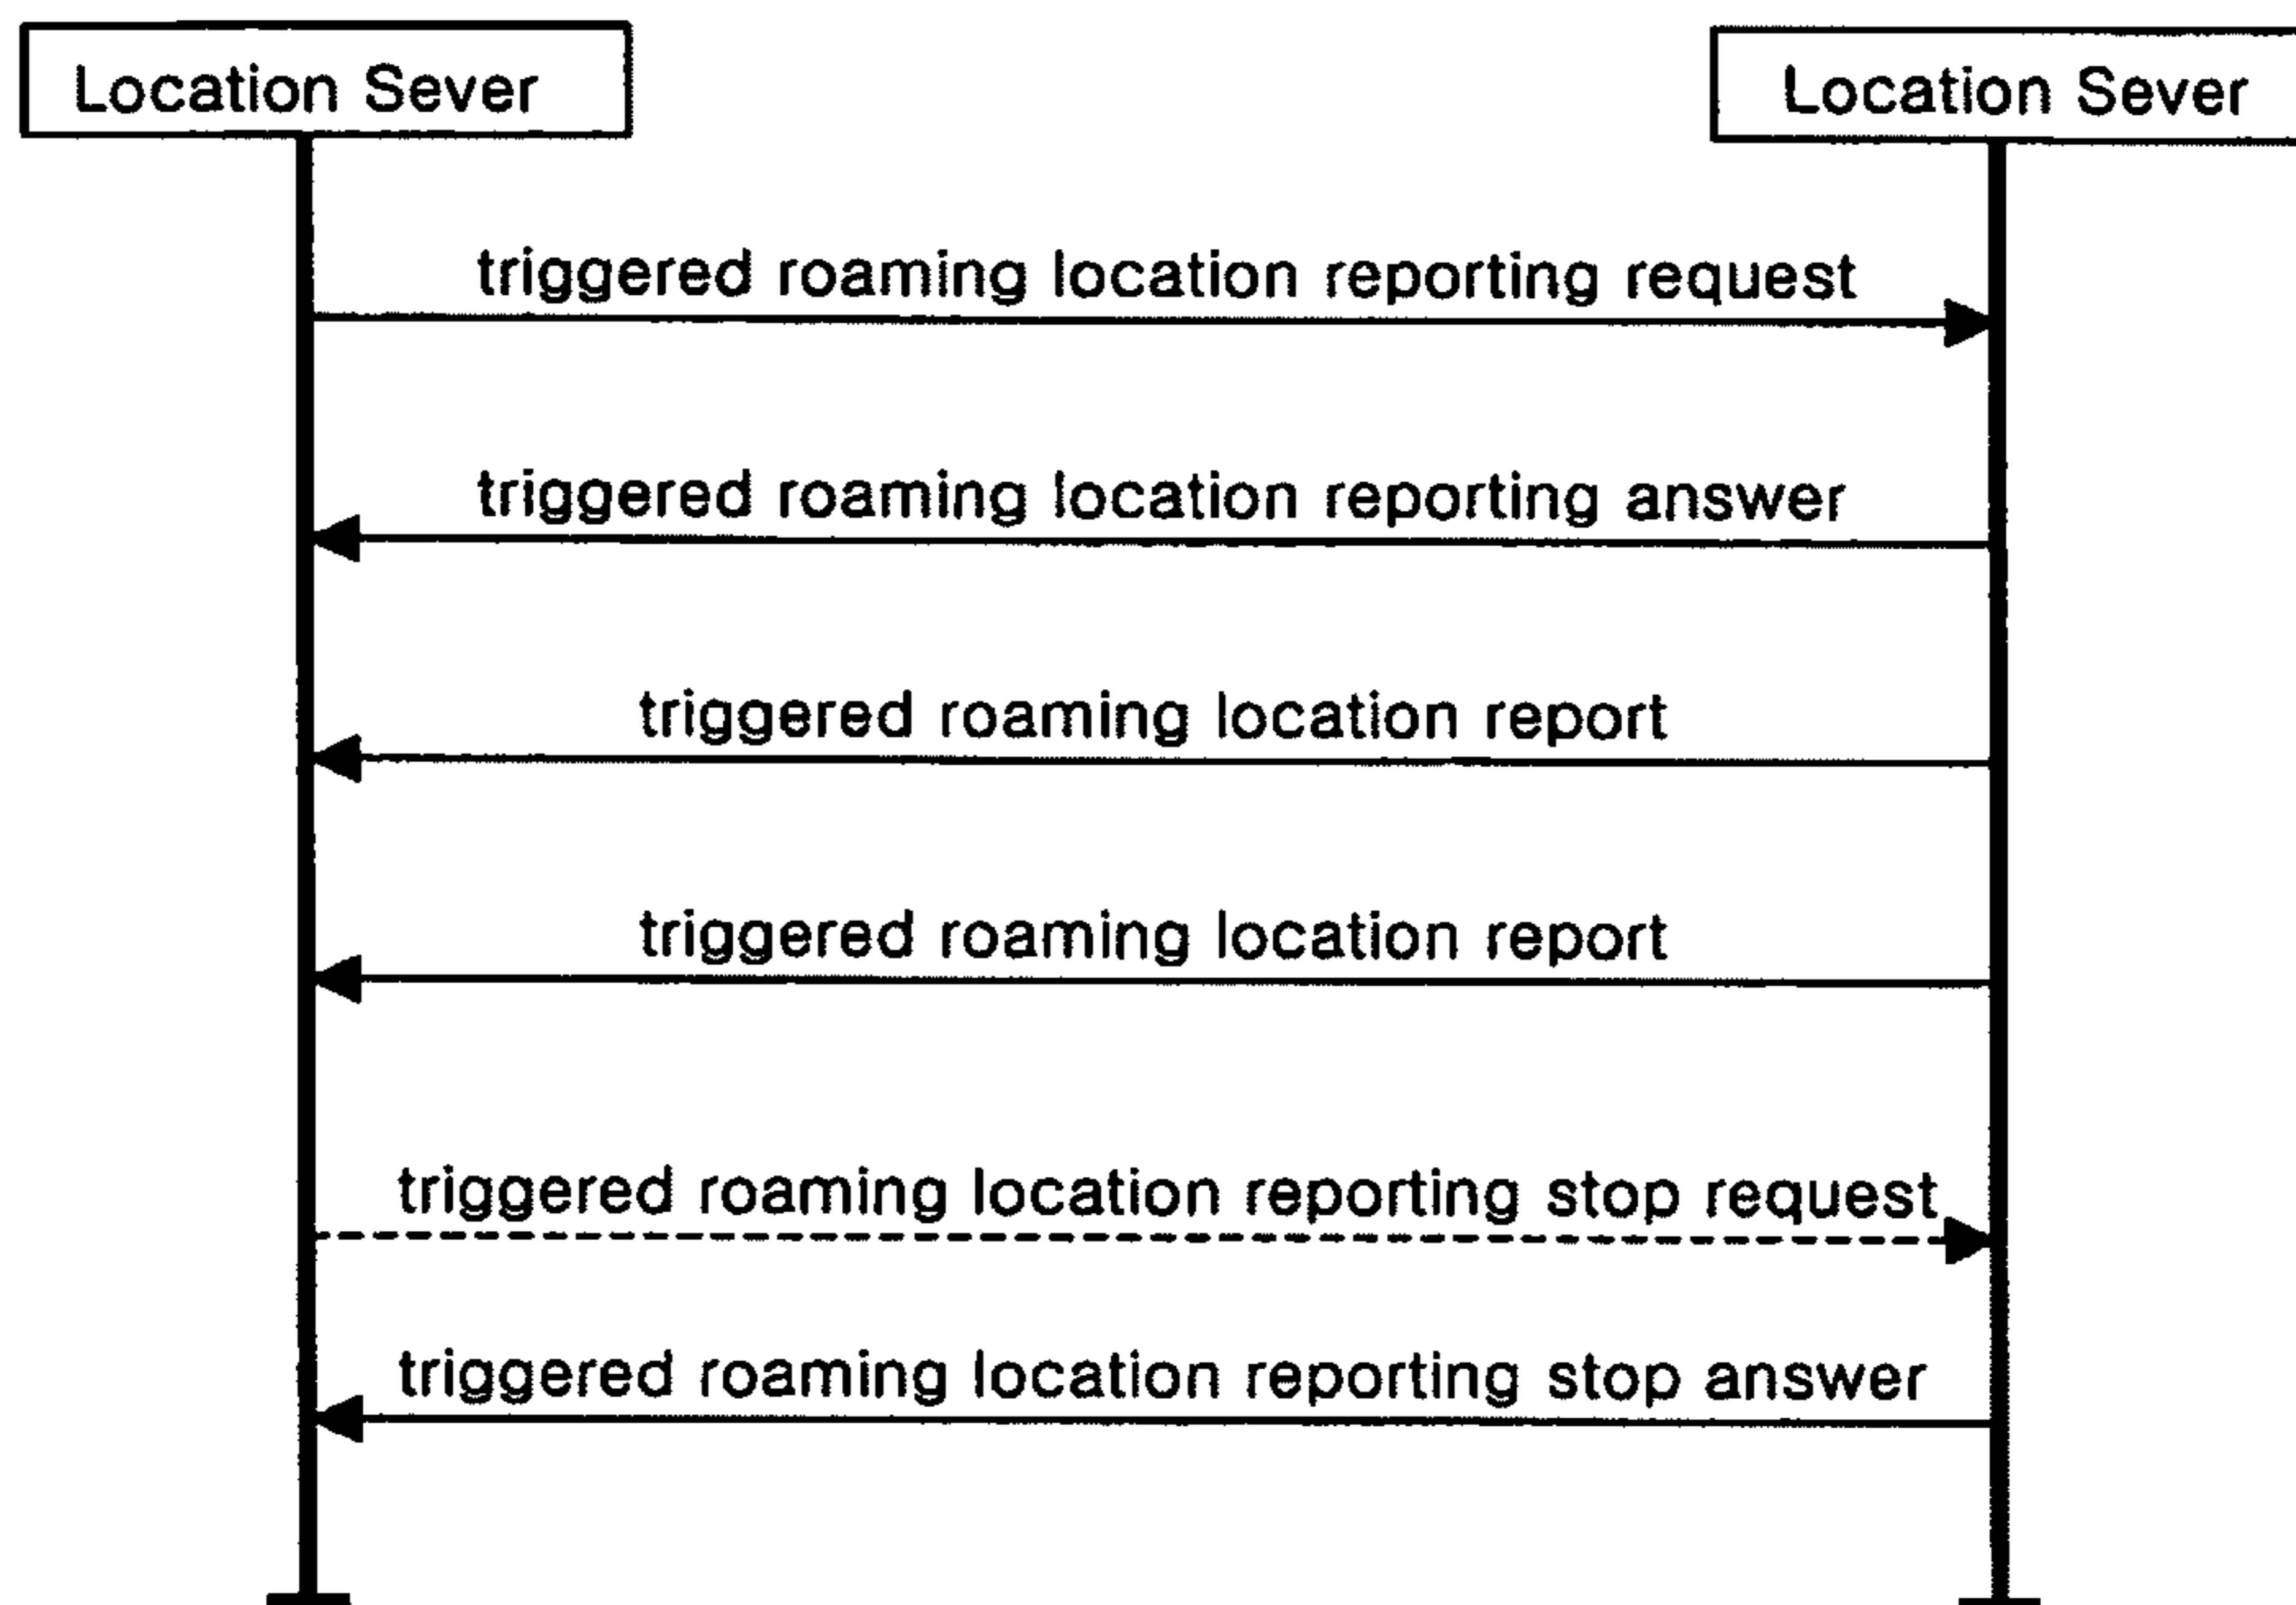 Location Sever
Location Sever
triggered roaming location reporting request
triggered roaming location reporting answer
triggered roaming location report
triggered roaming location report
triggered roaming location reporting stop request
triggered roaming location reporting stop answer